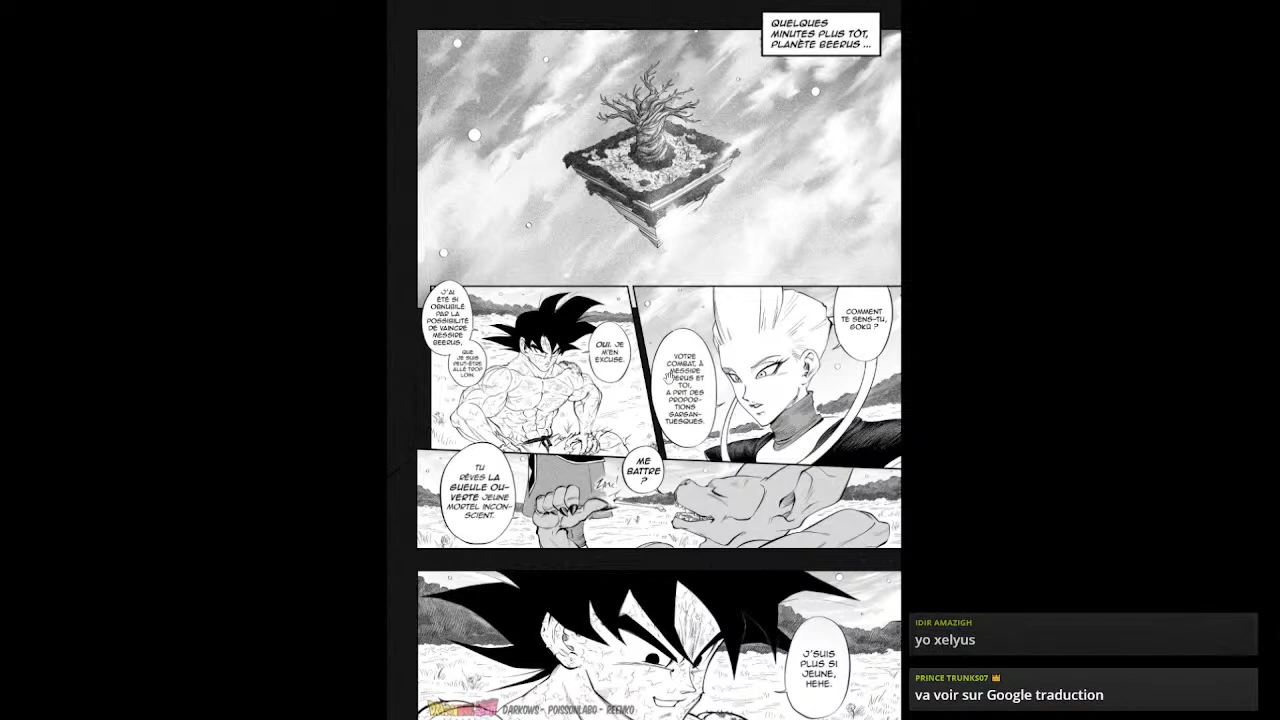 QUELQUES
MINUTES PLUS TÔT,
PLANÈTE BEERUS ...
J'AI
ÉTÉ SI
OBNUBILÉ
PAR LA
POSSIBILITÉ
DE VAINCRE
MESSIRE
BEERUS,
QUE
JE SUIS
PEUT-ÊTRE
ALLÉ TROP
LOIN.
OUI. JE
M'EN
EXCUSE.
VOTRE
COMBAT, À
MESSIRE
BEERUS ET
TOI,
A PRIT DES
PROPOR-
TIONS
GARGAN-
TUESQUES.
COMMENT
TE SENS-TU,
GOKÛ ?
TU
RÊVES LA
GUEULE OU-
VERTE JEUNE
MORTEL INCON-
SCIENT.
ME
BATTRE
?
J'SUIS
PLUS SI
JEUNE,
HEHE.
DARKOWS - POISSONLABO - REENKO
IDIR AMAZIGH
yo xelyus
PRINCE TRUNKS07
va voir sur Google traduction